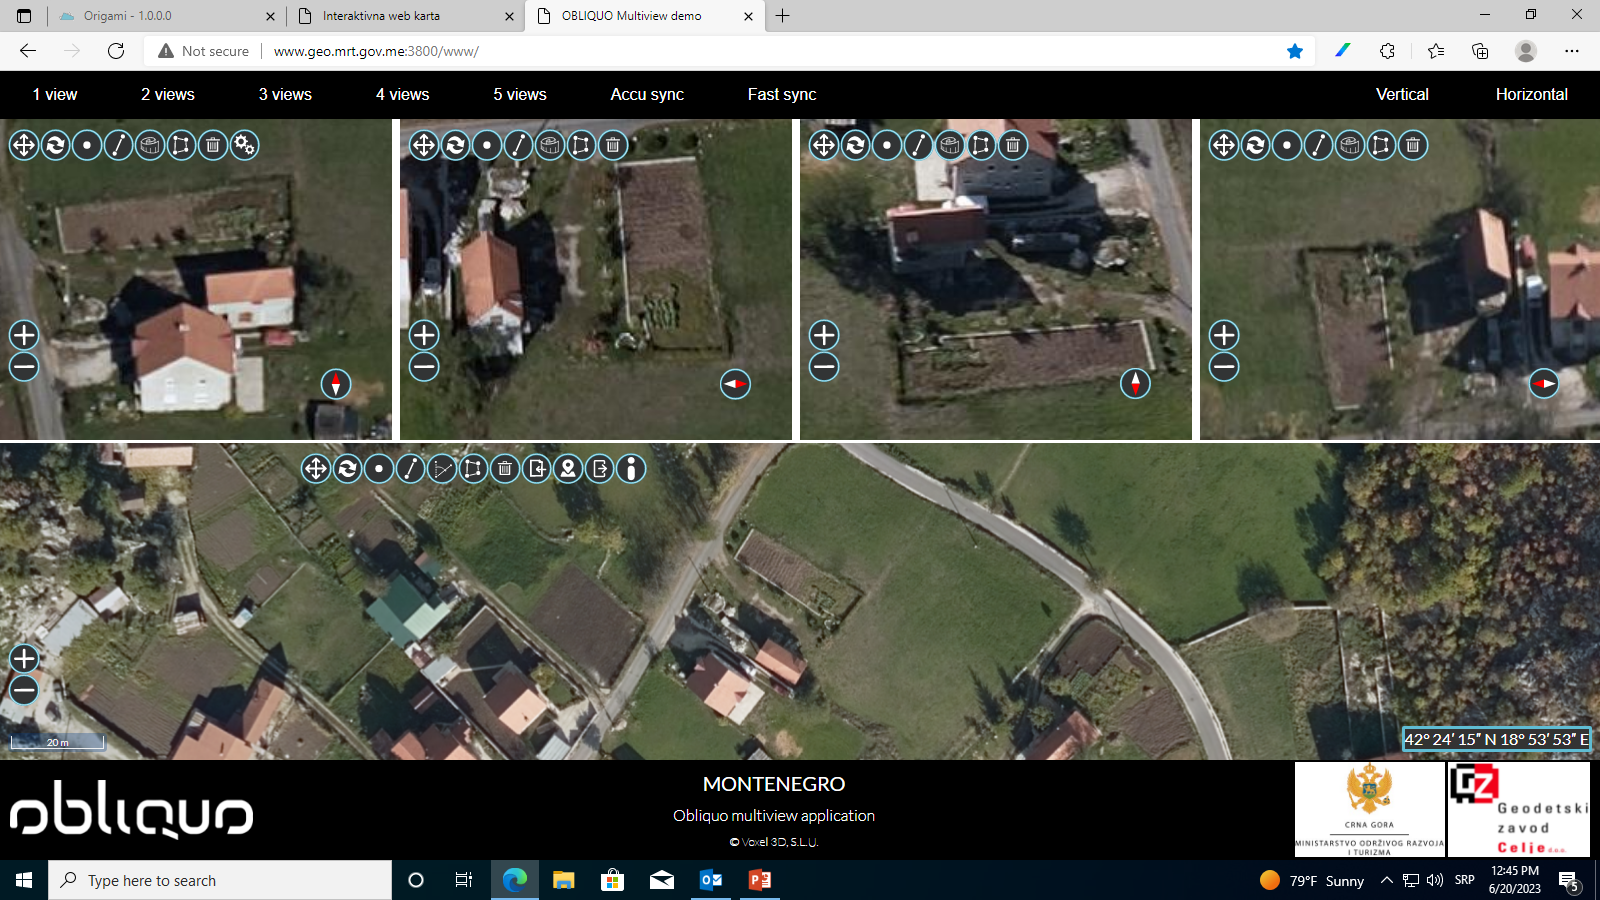 Origami - 1.0.0.0
Interaktivna web karta
OBLIQUO Multiview demo
Not secure
www.geo.mrt.gov.me:3800/www/
1 view
2 views
3 views
4 views
5 views
Accu sync
Fast sync
Vertical
Horizontal
20 m
42° 24′ 15″ N 18° 53′ 53″ E
obliquo
MONTENEGRO
Obliquo multiview application
© Voxel 3D, S.L.U.
CRNA GORA
MINISTARSTVO ODRŽIVOG RAZVOJA
I TURIZMA
GZ
Geodetski
zavod
Celje d.o.o.
Type here to search
79°F Sunny
SRP
12:45 PM
6/20/2023
5